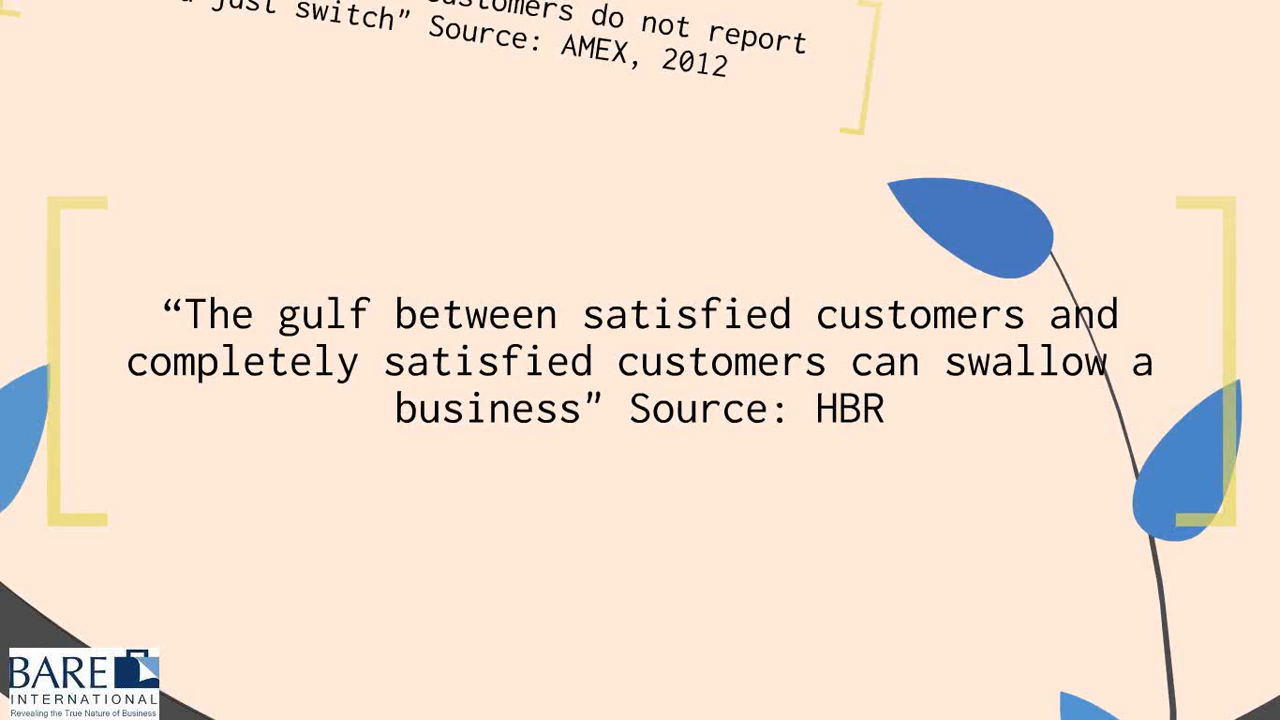 customers do not report
just switch” Source: AMEX, 2012
“The gulf between satisfied customers and
completely satisfied customers can swallow a
business” Source: HBR
BARE
INTERNATIONAL
Revealing the True Nature of Business